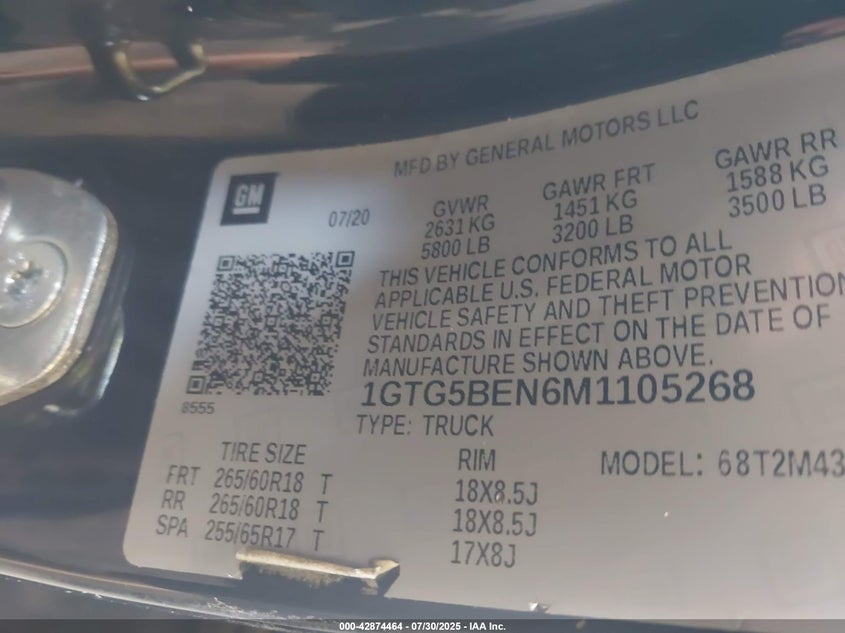 MFD BY GENERAL MOTORS LLC
GM
07/20
GVWR
2631 KG
5800 LB
GAWR FRT
1451 KG
3200 LB
GAWR RR
1588 KG
3500 LB
THIS VEHICLE CONFORMS TO ALL
APPLICABLE U.S. FEDERAL MOTOR
VEHICLE SAFETY AND THEFT PREVENTION
STANDARDS IN EFFECT ON THE DATE OF
MANUFACTURE SHOWN ABOVE.
1GTG5BEN6M1105268
8555
TYPE: TRUCK
MODEL: 68T2M43
TIRE SIZE RIM
FRT 265/60R18 T 18X8.5J
RR 265/60R18 T 18X8.5J
SPA 255/65R17 T 17X8J
000-42874464 - 07/30/2025 - IAA Inc.